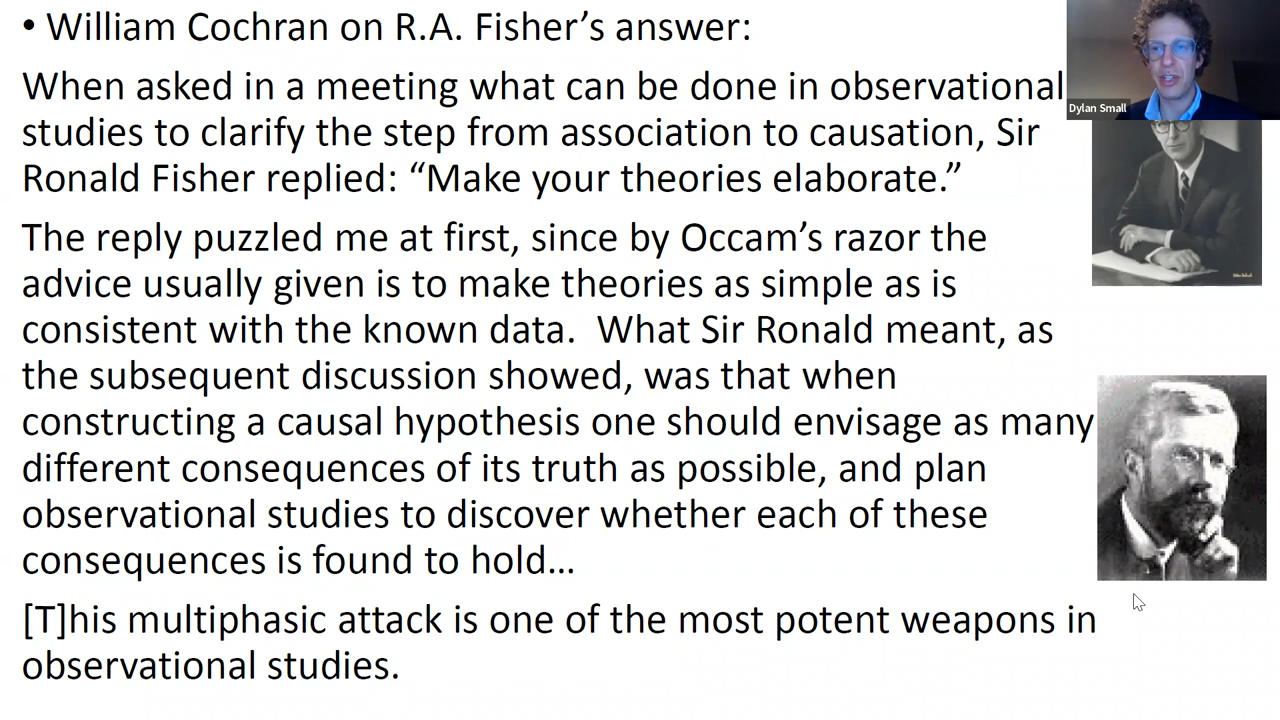 • William Cochran on R.A. Fisher’s answer:
When asked in a meeting what can be done in observational
studies to clarify the step from association to causation, Sir
Ronald Fisher replied: “Make your theories elaborate.”
The reply puzzled me at first, since by Occam’s razor the
advice usually given is to make theories as simple as is
consistent with the known data.  What Sir Ronald meant, as
the subsequent discussion showed, was that when
constructing a causal hypothesis one should envisage as many
different consequences of its truth as possible, and plan
observational studies to discover whether each of these
consequences is found to hold...
[T]his multiphasic attack is one of the most potent weapons in
observational studies.
Dylan Small